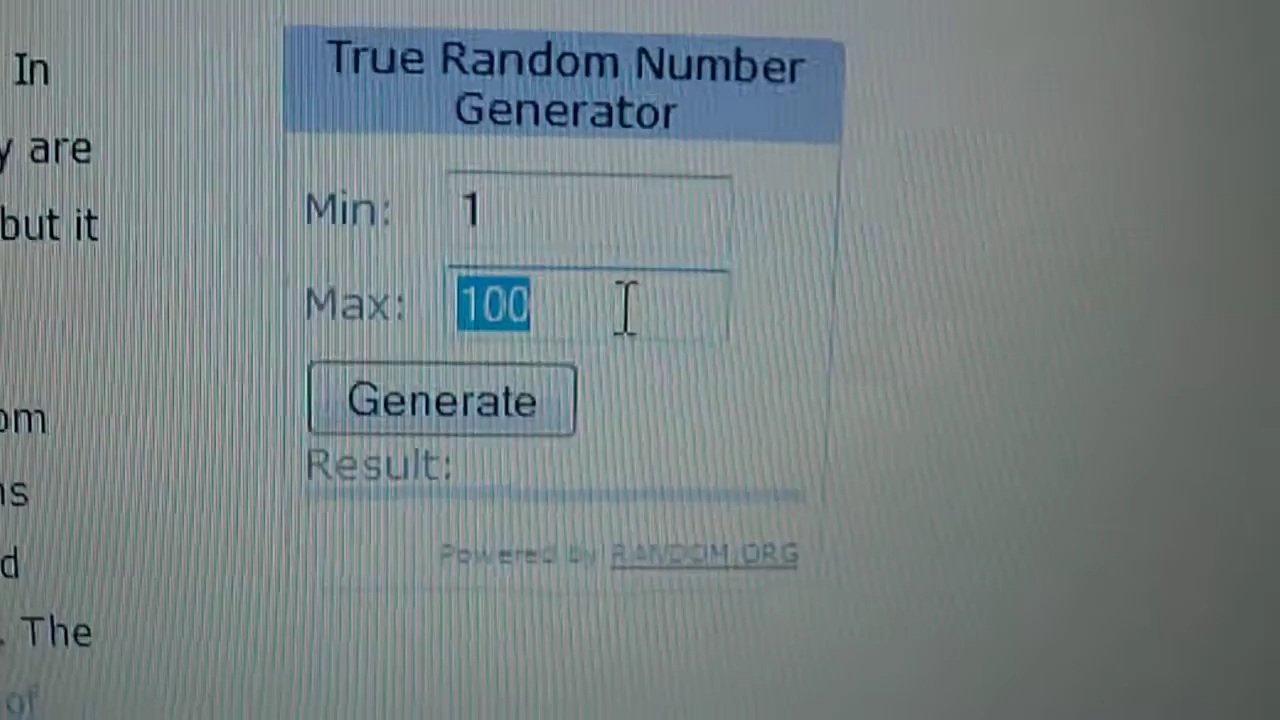 In
y are
but it
om
ns
d
. The
of
True Random Number
Generator
Min: 1
Max: 100
Generate
Result:
Powered by RANDOM.ORG